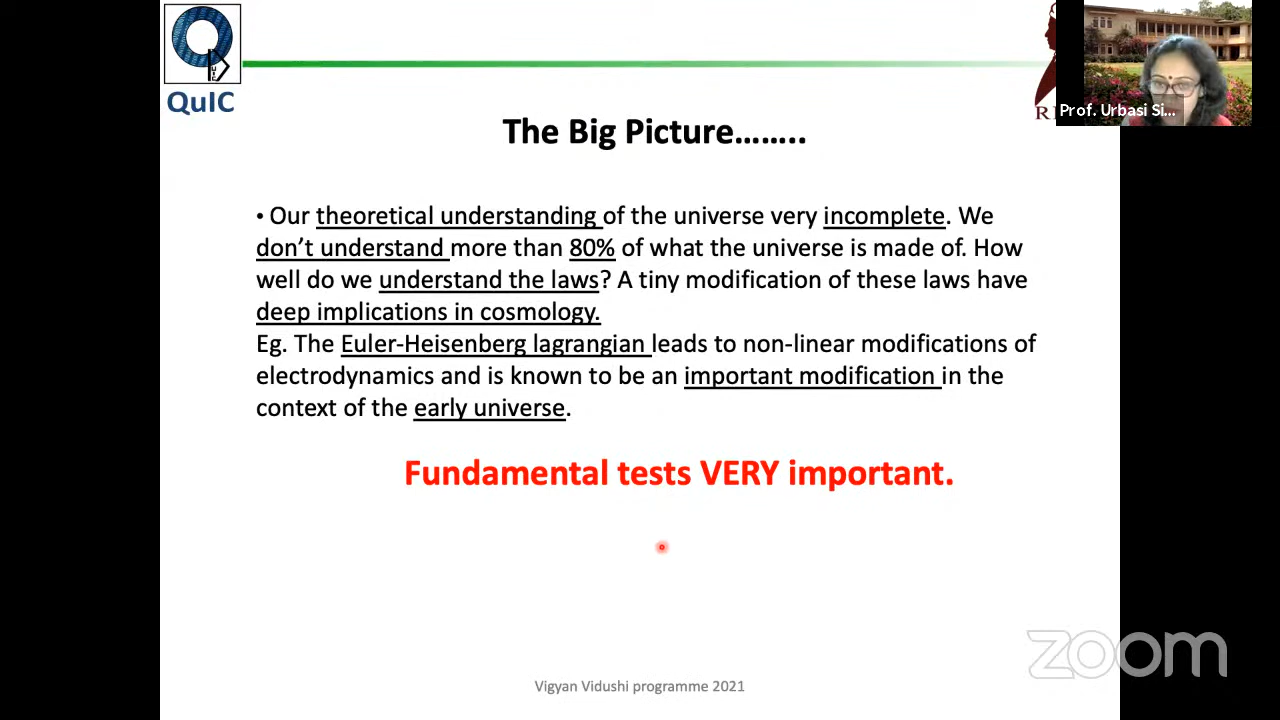 QuIC
R
Prof. Urbasi Si...
The Big Picture……..
• Our theoretical understanding of the universe very incomplete. We
don’t understand more than 80% of what the universe is made of. How
well do we understand the laws? A tiny modification of these laws have
deep implications in cosmology.
Eg. The Euler-Heisenberg lagrangian leads to non-linear modifications of
electrodynamics and is known to be an important modification in the
context of the early universe.
Fundamental tests VERY important.
zoom
Vigyan Vidushi programme 2021